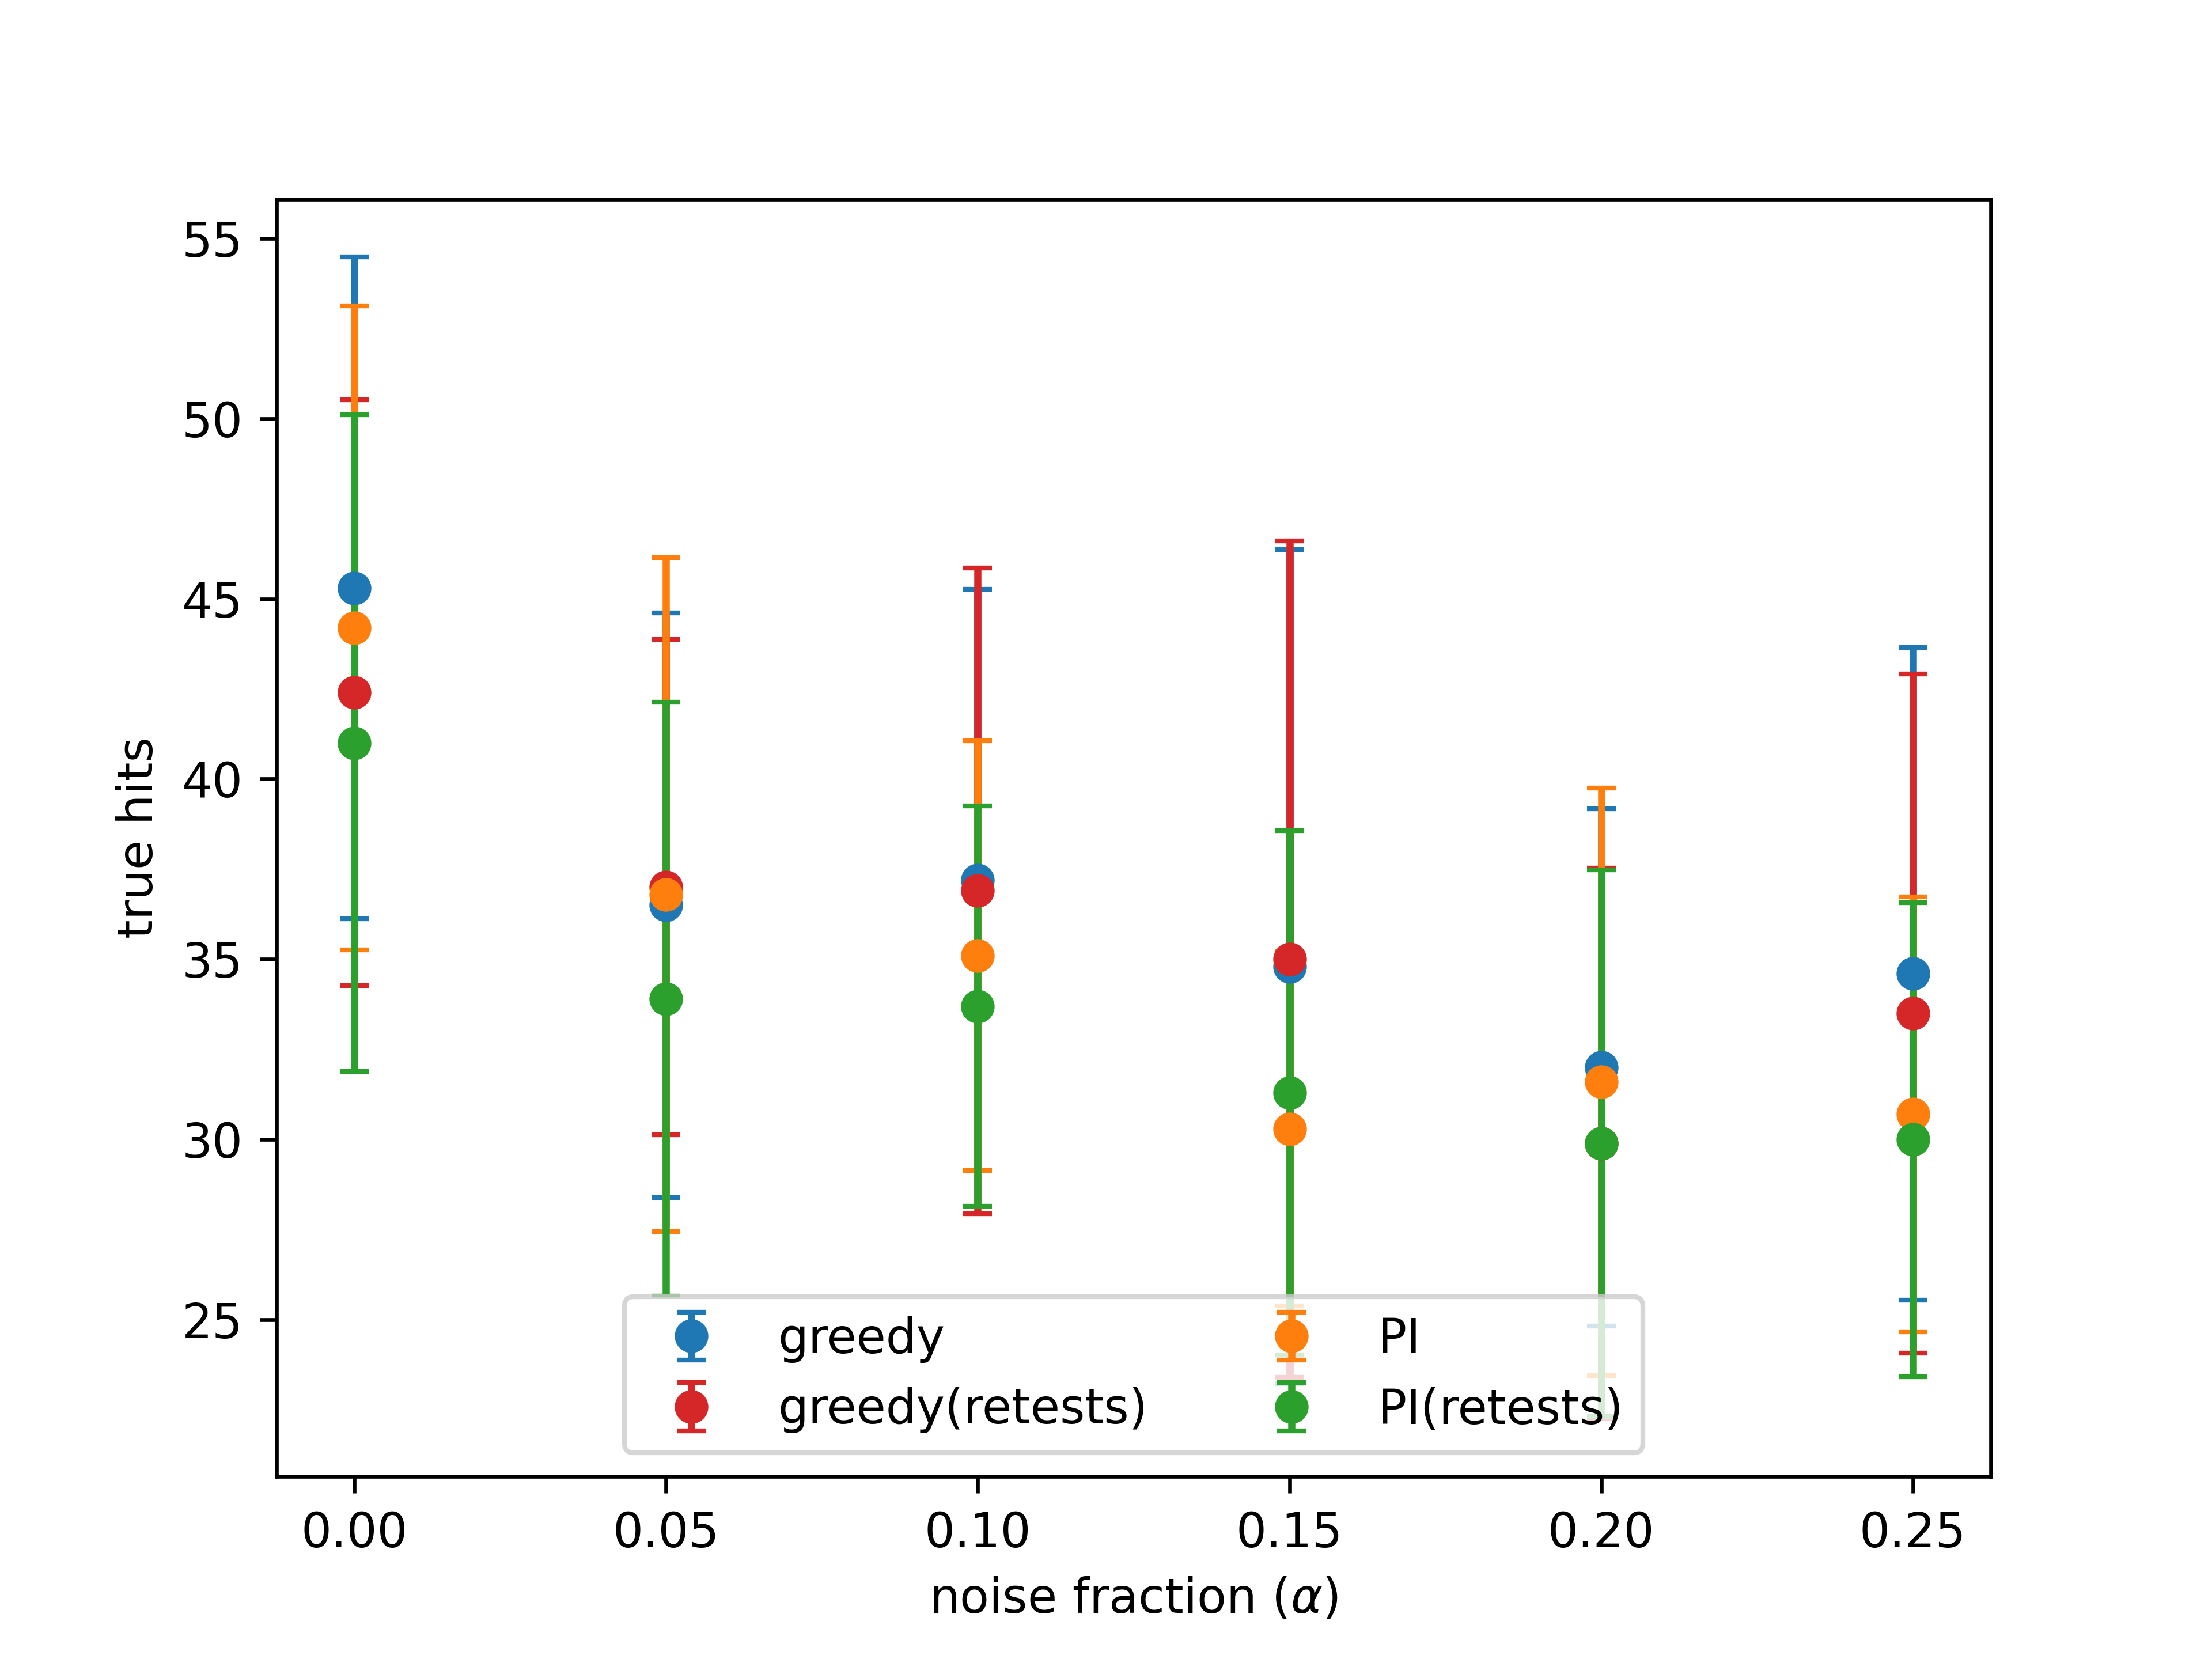 55
50
45
40
35
30
25
true hits
greedy
greedy(retests)
PI
PI(retests)
0.00 0.05 0.10 0.15 0.20 0.25
noise fraction (α)